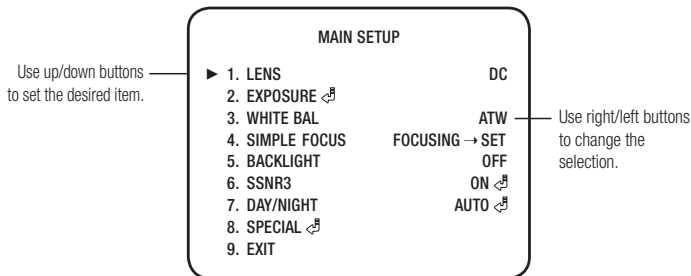 MAIN SETUP
Use up/down buttons
to set the desired item.
► 1. LENS DC
2. EXPOSURE ⏎
3. WHITE BAL ATW
4. SIMPLE FOCUS FOCUSING → SET
5. BACKLIGHT OFF
6. SSNR3 ON ⏎
7. DAY/NIGHT AUTO ⏎
8. SPECIAL ⏎
9. EXIT
Use right/left buttons
to change the
selection.